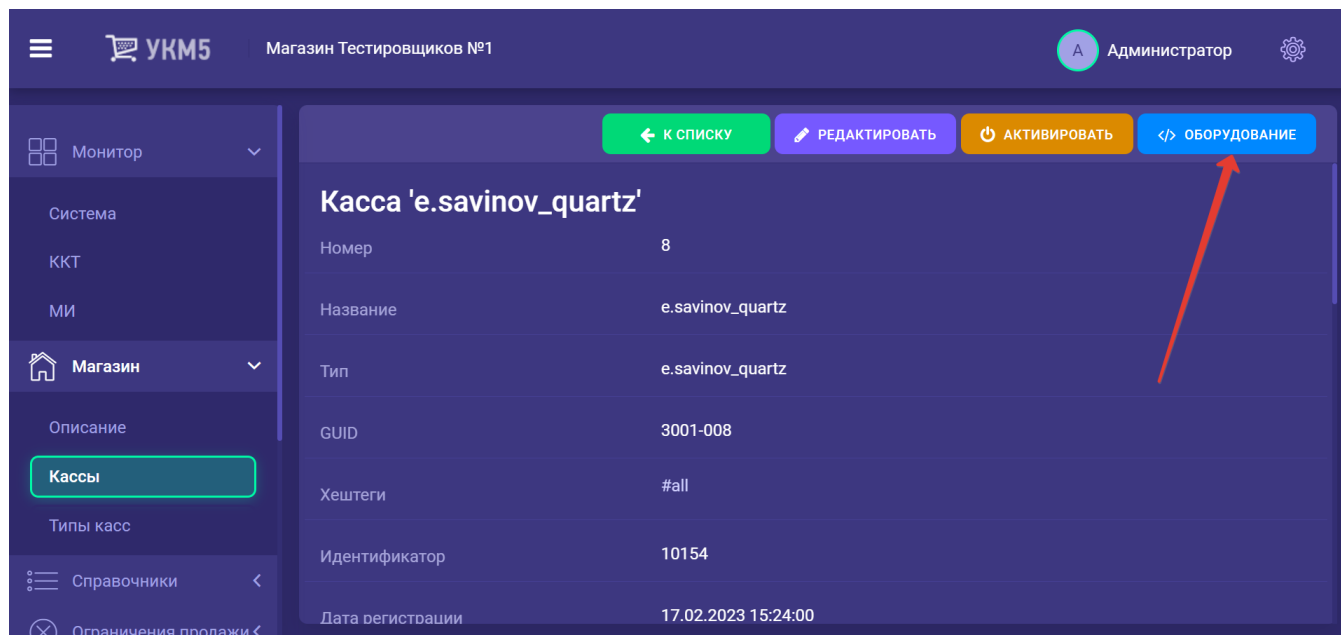 УКМ5
Магазин Тестировщиков №1
А
Администратор
Монитор
Система
ККТ
МИ
Магазин
Описание
Кассы
Типы касс
Справочники
Ограничения продажи
К СПИСКУ
РЕДАКТИРОВАТЬ
АКТИВИРОВАТЬ
</> ОБОРУДОВАНИЕ
Касса 'e.savinov_quartz'
Номер 8
Название e.savinov_quartz
Тип e.savinov_quartz
GUID 3001-008
Хештеги #all
Идентификатор 10154
Дата регистрации 17.02.2023 15:24:00